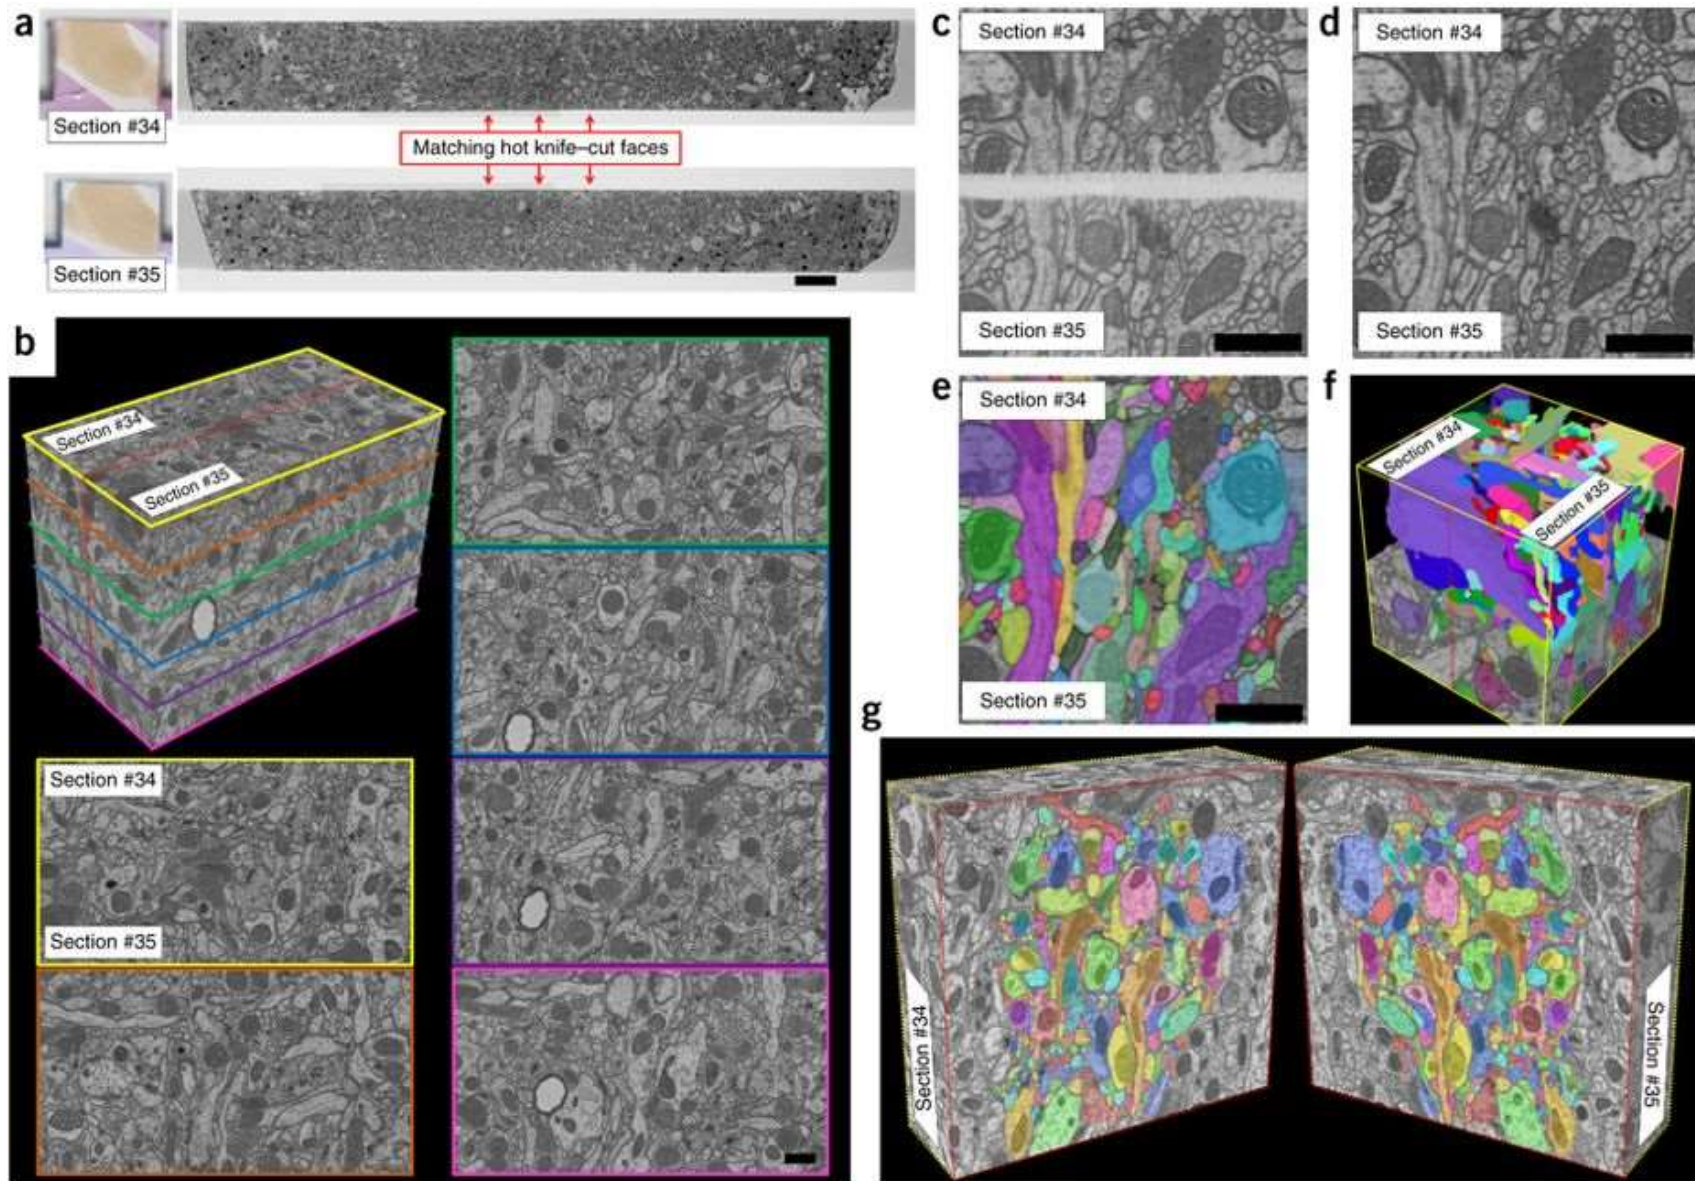 a
Section #34
Matching hot knife–cut faces
Section #35
b
Section #34
Section #35
Section #34
Section #35
c
Section #34
Section #35
d
Section #34
Section #35
e
Section #34
Section #35
f
Section #34
Section #35
g
Section #34
Section #35